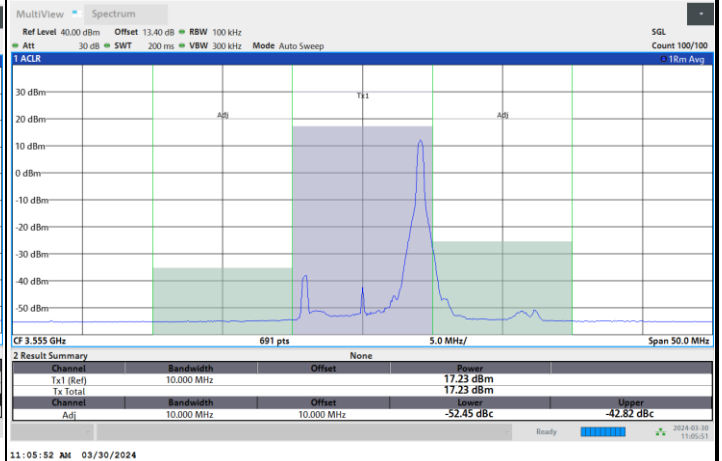 MultiView Spectrum
Ref Level 40.00 dBm Offset 13.40 dB RBW 100 kHz SGL
Att 30 dB SWT 200 ms VBW 300 kHz Mode Auto Sweep Count 100/100
1 ACLR 1Rm Avg
Tx1
30 dBm
Adj Adj
20 dBm
10 dBm
0 dBm
-10 dBm
-20 dBm
-30 dBm
-40 dBm
-50 dBm
CF 3.555 GHz 691 pts 5.0 MHz/ Span 50.0 MHz
2 Result Summary None
Channel Bandwidth Offset Power
Tx1 (Ref) 10.000 MHz 17.23 dBm
Tx Total 17.23 dBm
Channel Bandwidth Offset Lower Upper
Adj 10.000 MHz 10.000 MHz -52.45 dBc -42.82 dBc
Ready 2024-03-30
11:05:51
11:05:52 AM 03/30/2024